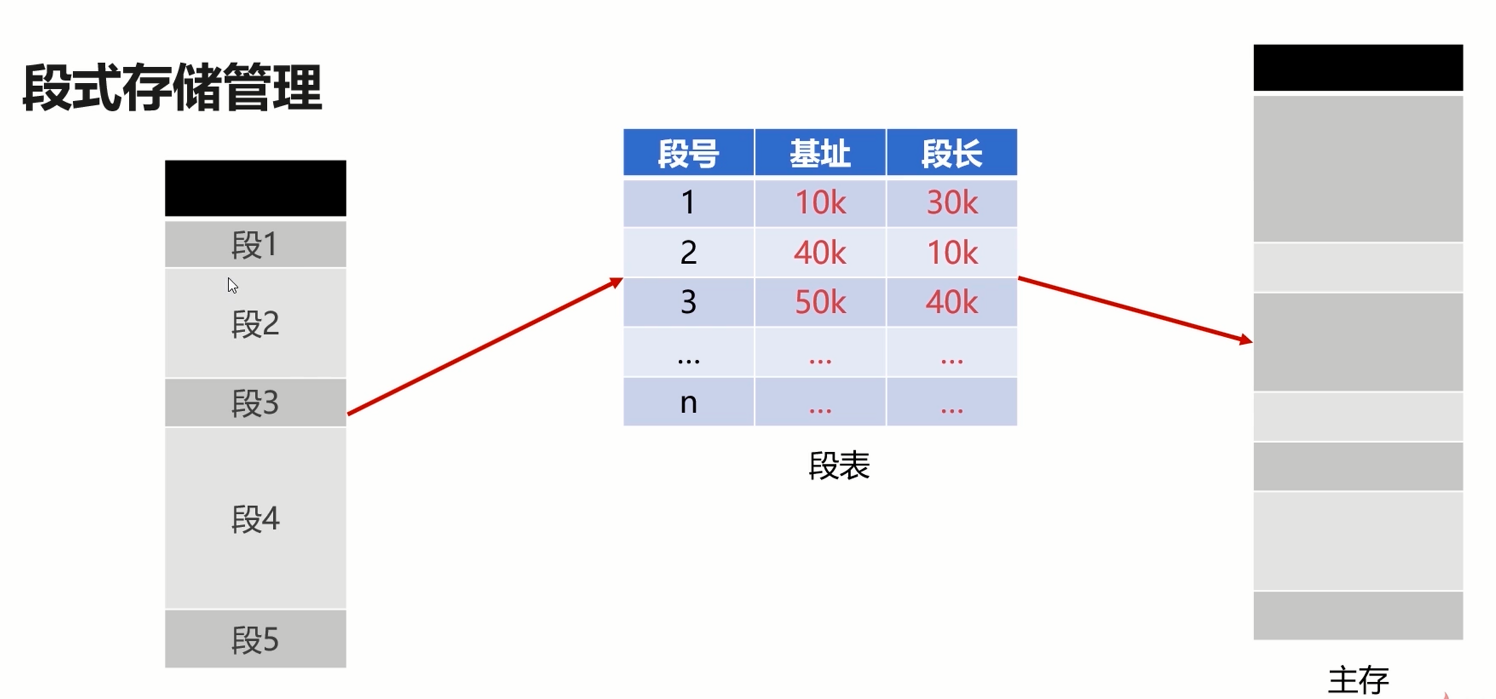 段式存储管理
段1
段2
段3
段4
段5
段号 基址 段长
1 10k 30k
2 40k 10k
3 50k 40k
... ... ...
n ... ...
段表
主存